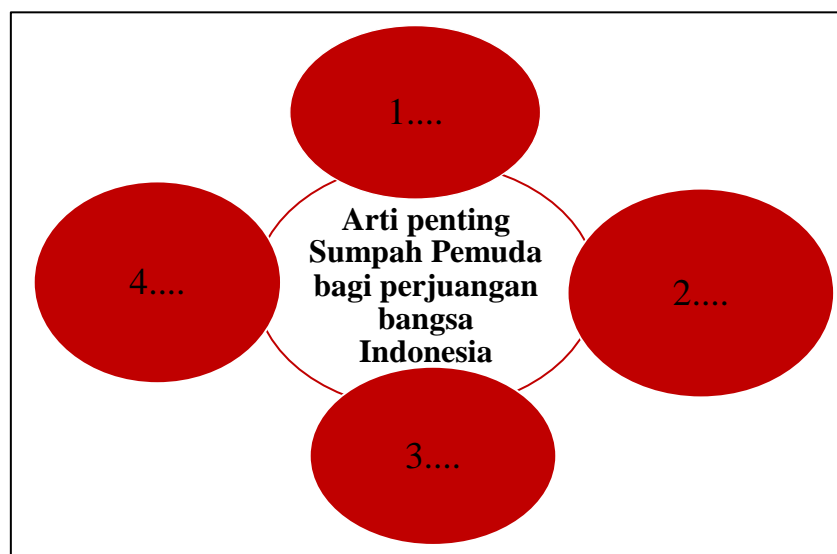 1....
Arti penting
Sumpah Pemuda
bagi perjuangan
bangsa
Indonesia
2....
3....
4....